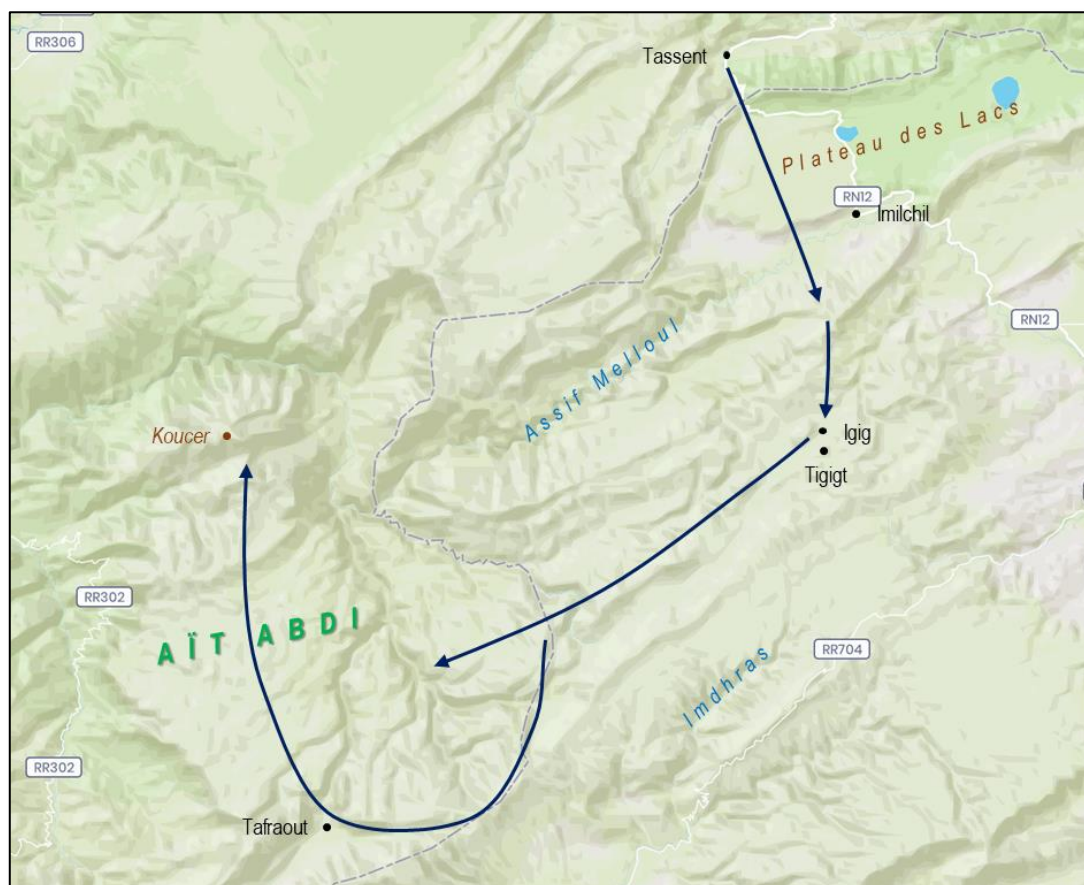 RR306
Tassent
Plateau des Lacs
RN12
Imilchil
RN12
Assif Melloul
Koucer
Igig
Tigigt
RR302
AÏT ABDI
RR704
Imdhras
RR302
Tafraout